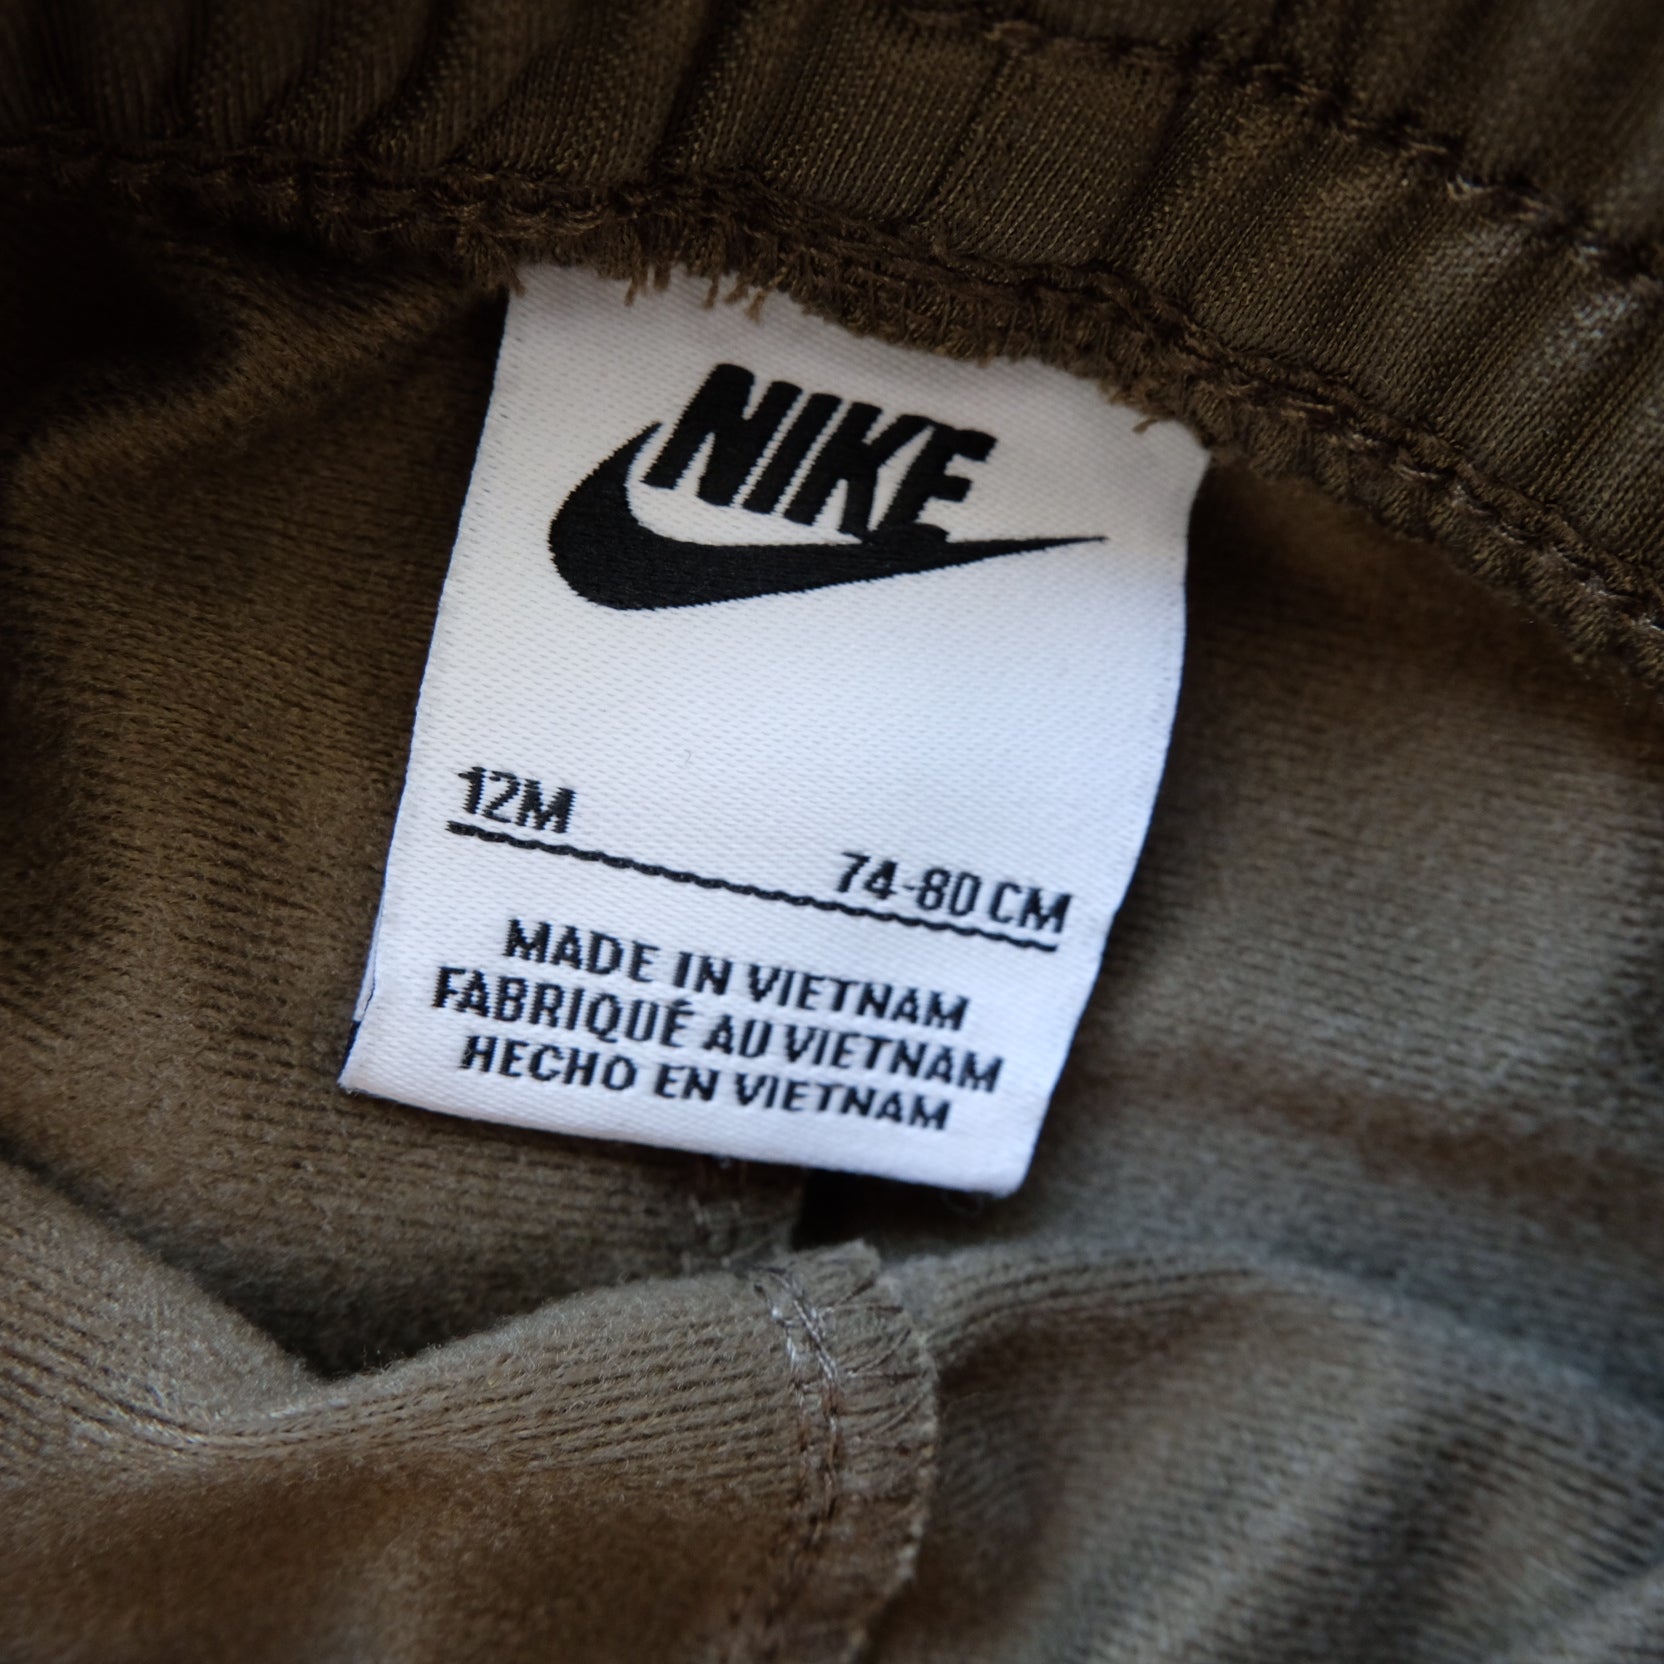 NIKE
12M
74-80 CM
MADE IN VIETNAM
FABRIQUÉ AU VIETNAM
HECHO EN VIETNAM